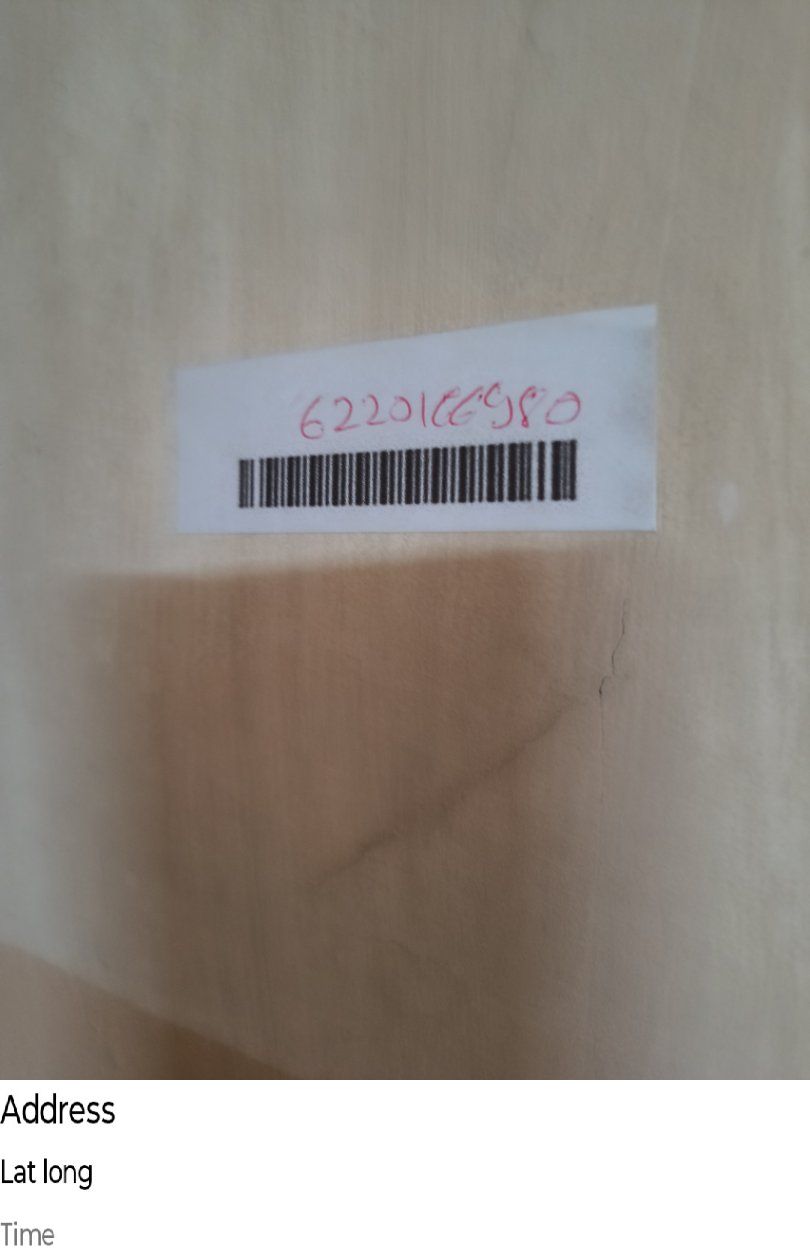 6220166980
Address
Lat long
Time